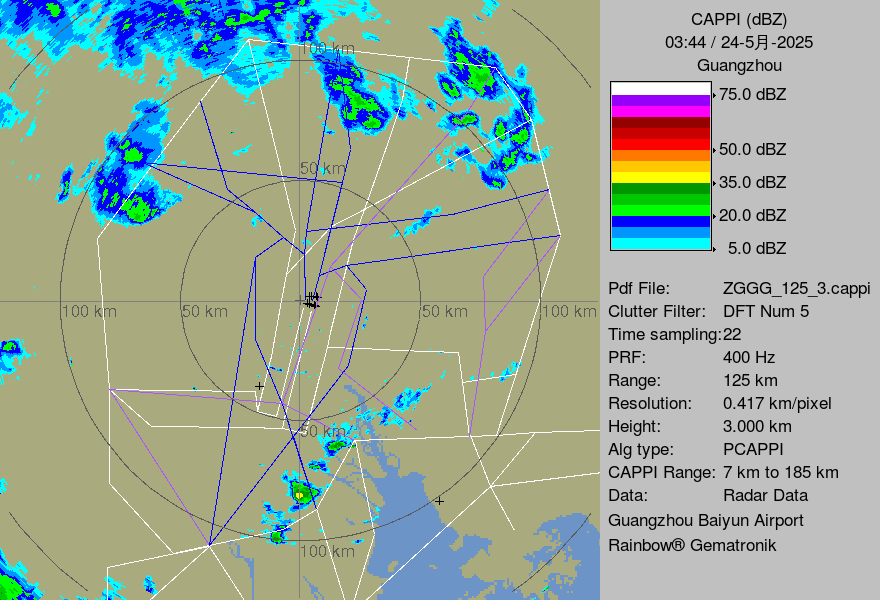 CAPPI (dBZ)
03:44 / 24-5月-2025
Guangzhou
75.0 dBZ
50.0 dBZ
35.0 dBZ
20.0 dBZ
5.0 dBZ
Pdf File: ZGGG_125_3.cappi
Clutter Filter: DFT Num 5
Time sampling:22
PRF: 400 Hz
Range: 125 km
Resolution: 0.417 km/pixel
Height: 3.000 km
Alg type: PCAPPI
CAPPI Range: 7 km to 185 km
Data: Radar Data
Guangzhou Baiyun Airport
Rainbow® Gematronik
100 km
50 km
100 km
50 km
50 km
100 km
50 km
100 km